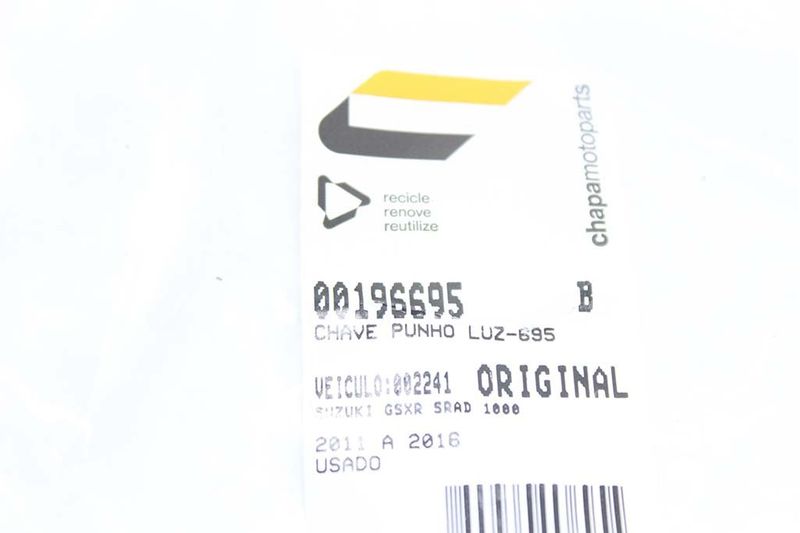 chapamotoparts
recicle
renove
reutilize
00196695 B
CHAVE PUNHO LUZ-695
VEICULO:002241 ORIGINAL
SUZUKI GSXR SRAD 1000
2011 A 2016
USADO